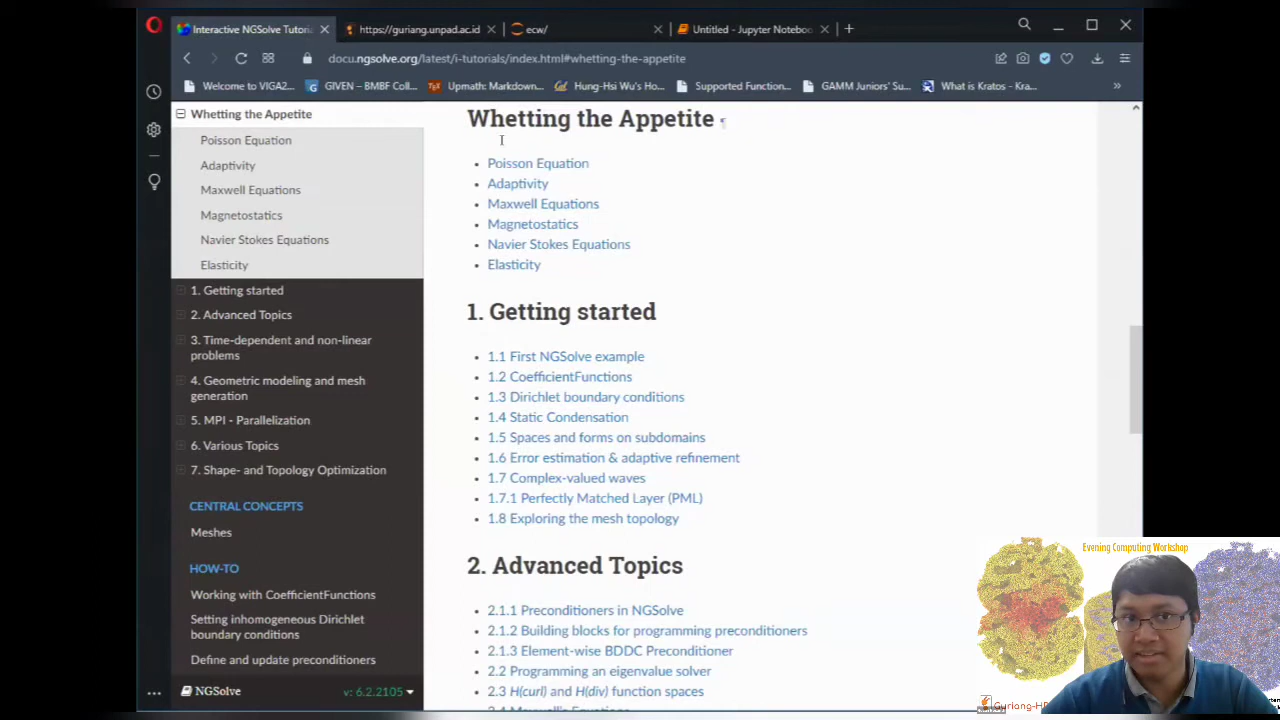 Interactive NGSolve Tutori
https://guriang.unpad.ac.id
ecw/
Untitled - Jupyter Noteboo
docu.ngsolve.org/latest/i-tutorials/index.html#whetting-the-appetite
Welcome to VIGA2...
GIVEN – BMBF Coll...
Upmath: Markdown...
Hung-Hsi Wu's Ho...
Supported Function...
GAMM Juniors' Su...
What is Kratos - Kra...
»
Whetting the Appetite
Poisson Equation
Adaptivity
Maxwell Equations
Magnetostatics
Navier Stokes Equations
Elasticity
1. Getting started
2. Advanced Topics
3. Time-dependent and non-linear
problems
4. Geometric modeling and mesh
generation
5. MPI - Parallelization
6. Various Topics
7. Shape- and Topology Optimization
CENTRAL CONCEPTS
Meshes
HOW-TO
Working with CoefficientFunctions
Setting inhomogeneous Dirichlet
boundary conditions
Define and update preconditioners
NGSolve
v: 6.2.2105
Whetting the Appetite ¶
• Poisson Equation
• Adaptivity
• Maxwell Equations
• Magnetostatics
• Navier Stokes Equations
• Elasticity
1. Getting started
• 1.1 First NGSolve example
• 1.2 CoefficientFunctions
• 1.3 Dirichlet boundary conditions
• 1.4 Static Condensation
• 1.5 Spaces and forms on subdomains
• 1.6 Error estimation & adaptive refinement
• 1.7 Complex-valued waves
• 1.7.1 Perfectly Matched Layer (PML)
• 1.8 Exploring the mesh topology
2. Advanced Topics
• 2.1.1 Preconditioners in NGSolve
• 2.1.2 Building blocks for programming preconditioners
• 2.1.3 Element-wise BDDC Preconditioner
• 2.2 Programming an eigenvalue solver
• 2.3 H(curl) and H(div) function spaces
• 2.4 Maxwell's Equations
Evening Computing Workshop